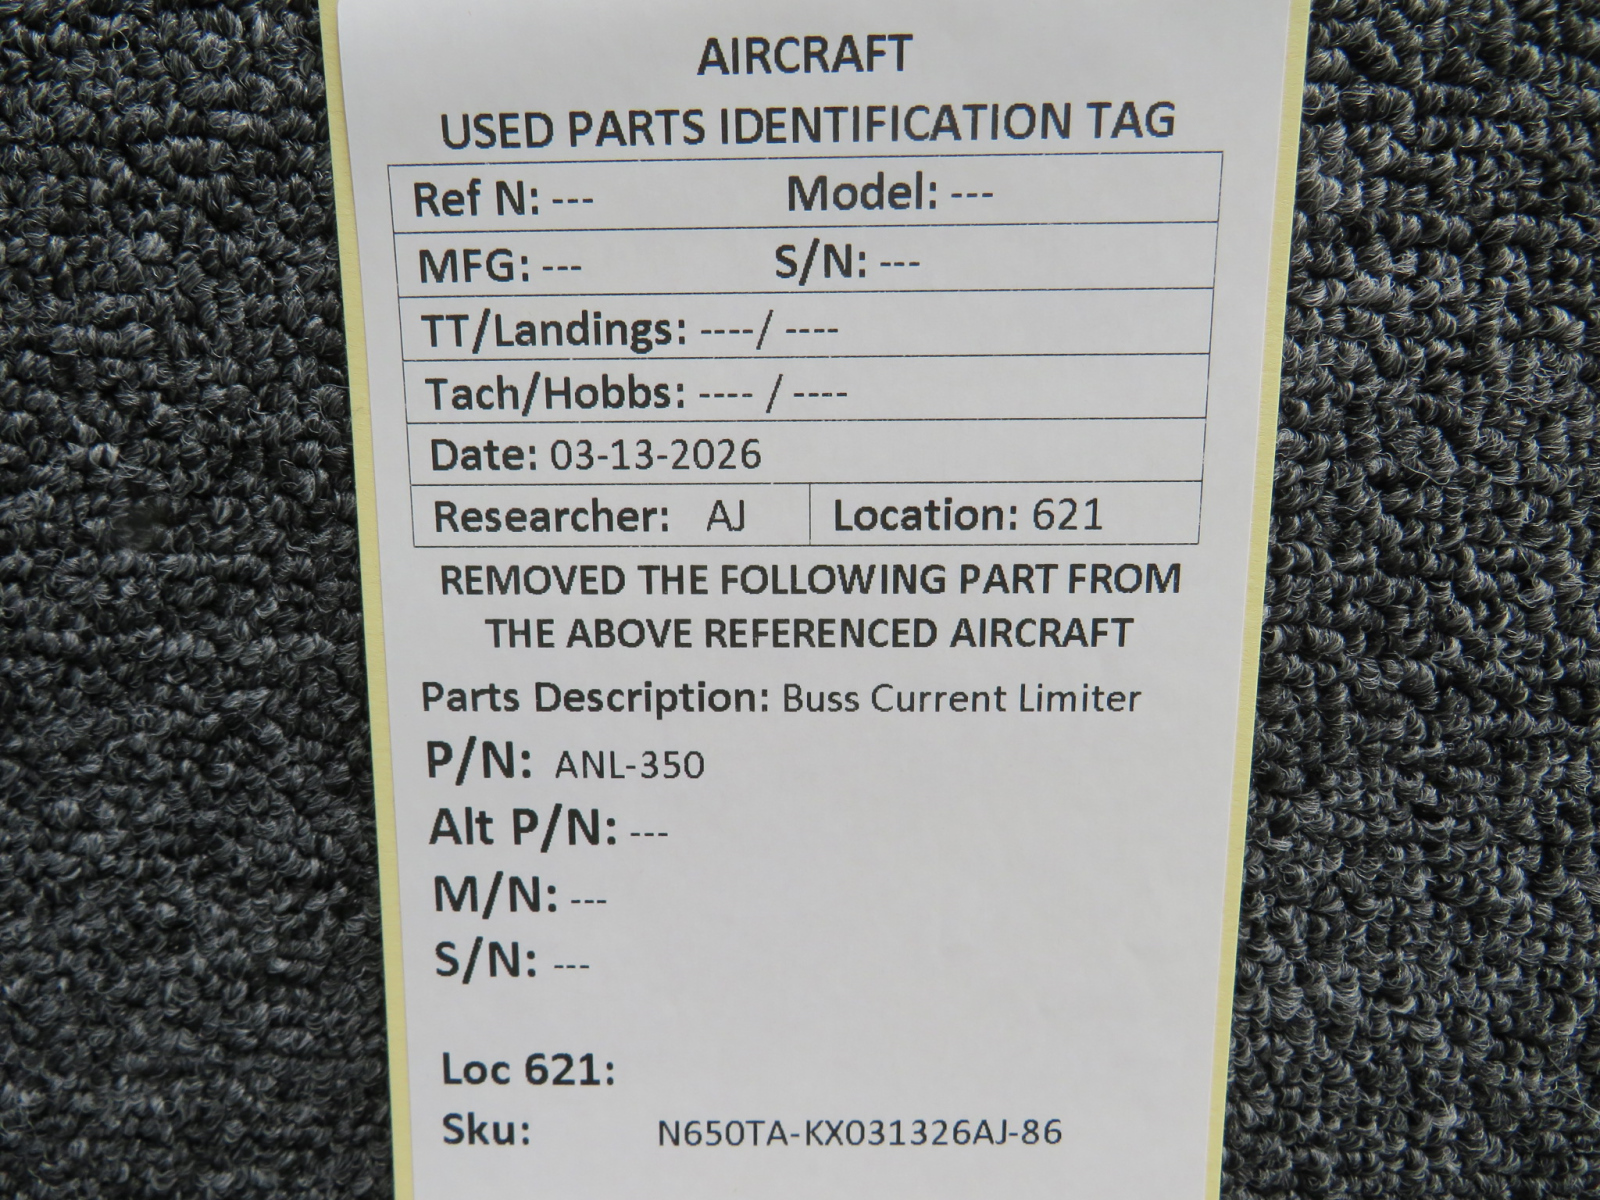 AIRCRAFT
USED PARTS IDENTIFICATION TAG
Ref N: --- Model: ---
MFG: --- S/N: ---
TT/Landings: ----/ ----
Tach/Hobbs: ---- / ----
Date: 03-13-2026
Researcher: AJ Location: 621
REMOVED THE FOLLOWING PART FROM
THE ABOVE REFERENCED AIRCRAFT
Parts Description: Buss Current Limiter
P/N: ANL-350
Alt P/N: ---
M/N: ---
S/N: ---
Loc 621:
Sku: N650TA-KX031326AJ-86